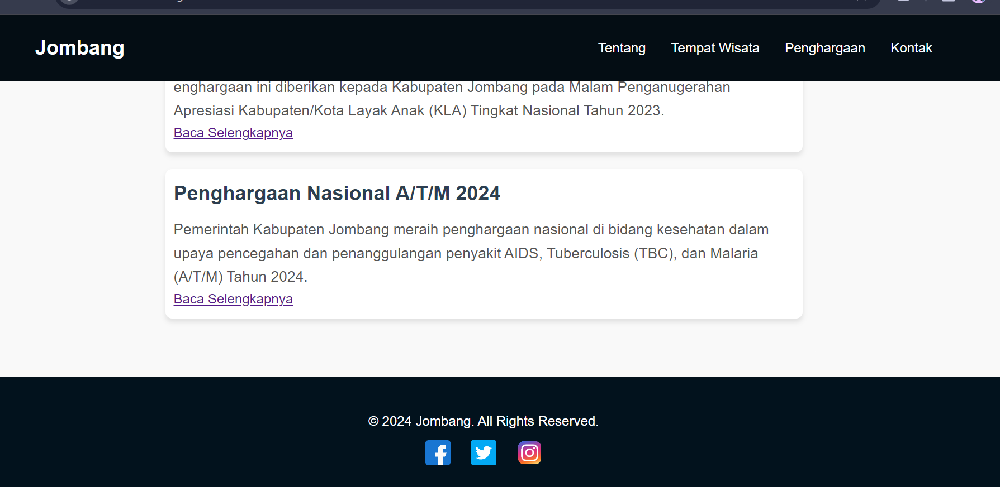 Jombang
Tentang Tempat Wisata Penghargaan Kontak
enghargaan ini diberikan kepada Kabupaten Jombang pada Malam Penganugerahan
Apresiasi Kabupaten/Kota Layak Anak (KLA) Tingkat Nasional Tahun 2023.
Baca Selengkapnya
Penghargaan Nasional A/T/M 2024
Pemerintah Kabupaten Jombang meraih penghargaan nasional di bidang kesehatan dalam
upaya pencegahan dan penanggulangan penyakit AIDS, Tuberculosis (TBC), dan Malaria
(A/T/M) Tahun 2024.
Baca Selengkapnya
© 2024 Jombang. All Rights Reserved.